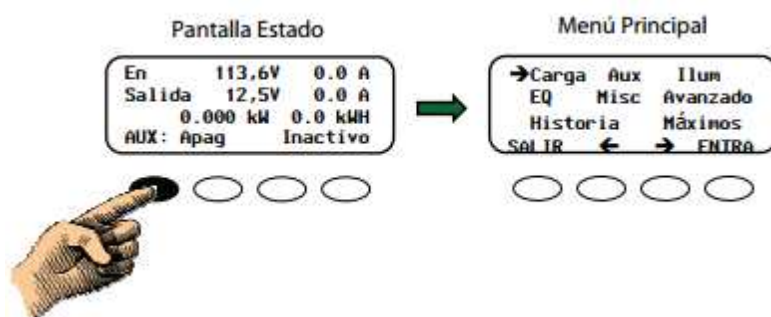 Pantalla Estado
En 113,6V 0.0 A
Salida 12,5V 0.0 A
0.000 kW 0.0 kWH
AUX: Apag Inactivo
Menú Principal
➔Carga Aux Ilum
EQ Misc Avanzado
Historia Máximos
SALIR ← → ENTRA